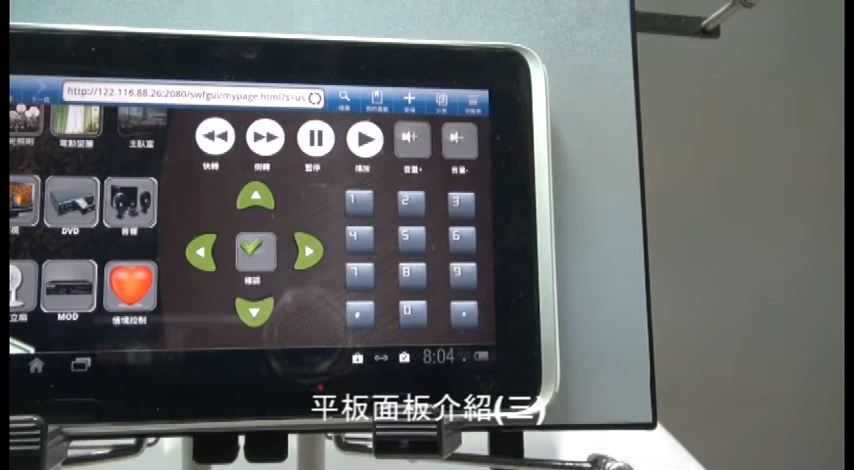 http://122.116.88.26:2080/swfgui/mypage.html?s=us
電動窗簾
主臥室
快轉
倒轉
暫停
播放
音量+
音量-
DVD
音響
確認
MOD
情境控制
1 2 3
4 5 6
7 8 9
0
8:04
平板面板介紹(三)